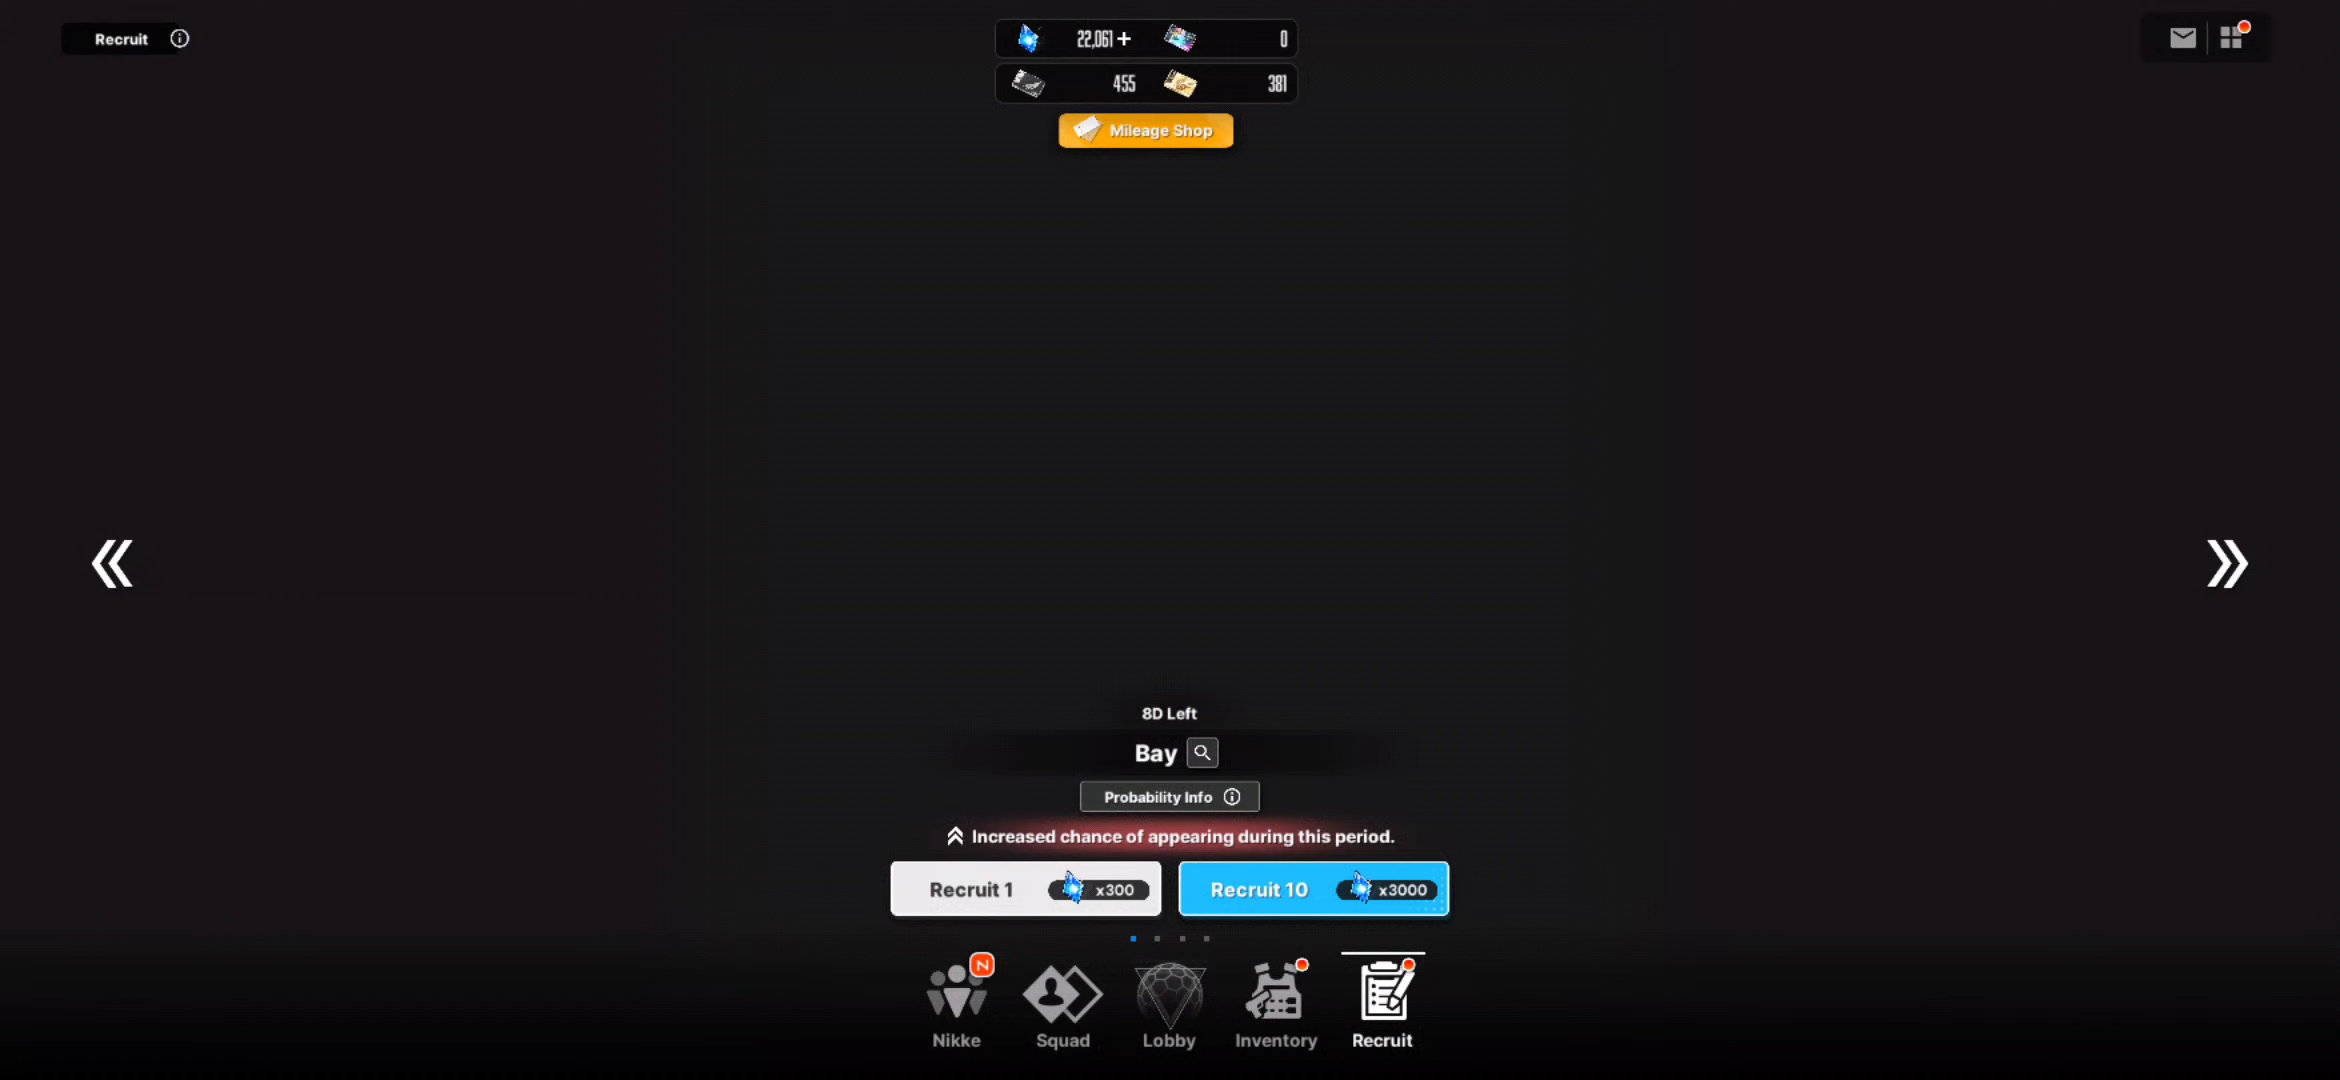 Recruit
22,061 + 0
455 381
Mileage Shop
8D Left
Bay
Probability Info
Increased chance of appearing during this period.
Recruit 1 x300
Recruit 10 x3000
N
Nikke
Squad
Lobby
Inventory
Recruit